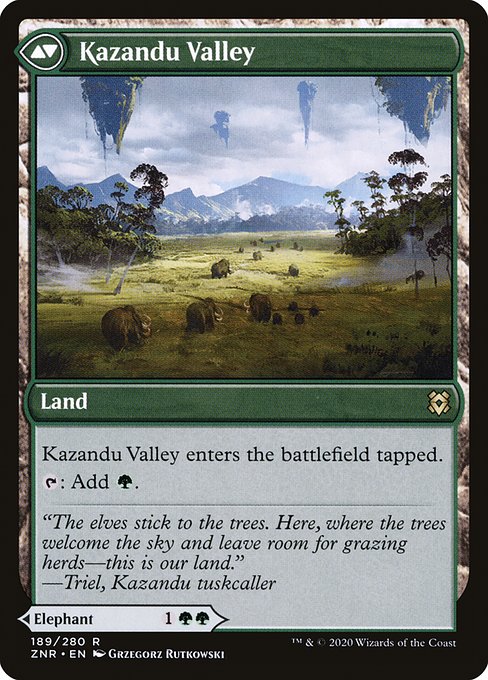 Kazandu Valley
Land
Kazandu Valley enters the battlefield tapped.
: Add .
“The elves stick to the trees. Here, where the trees
welcome the sky and leave room for grazing
herds—this is our land.”
—Triel, Kazandu tuskcaller
Elephant 1
189/280 R
ZNR • EN Grzegorz Rutkowski
™ & © 2020 Wizards of the Coast